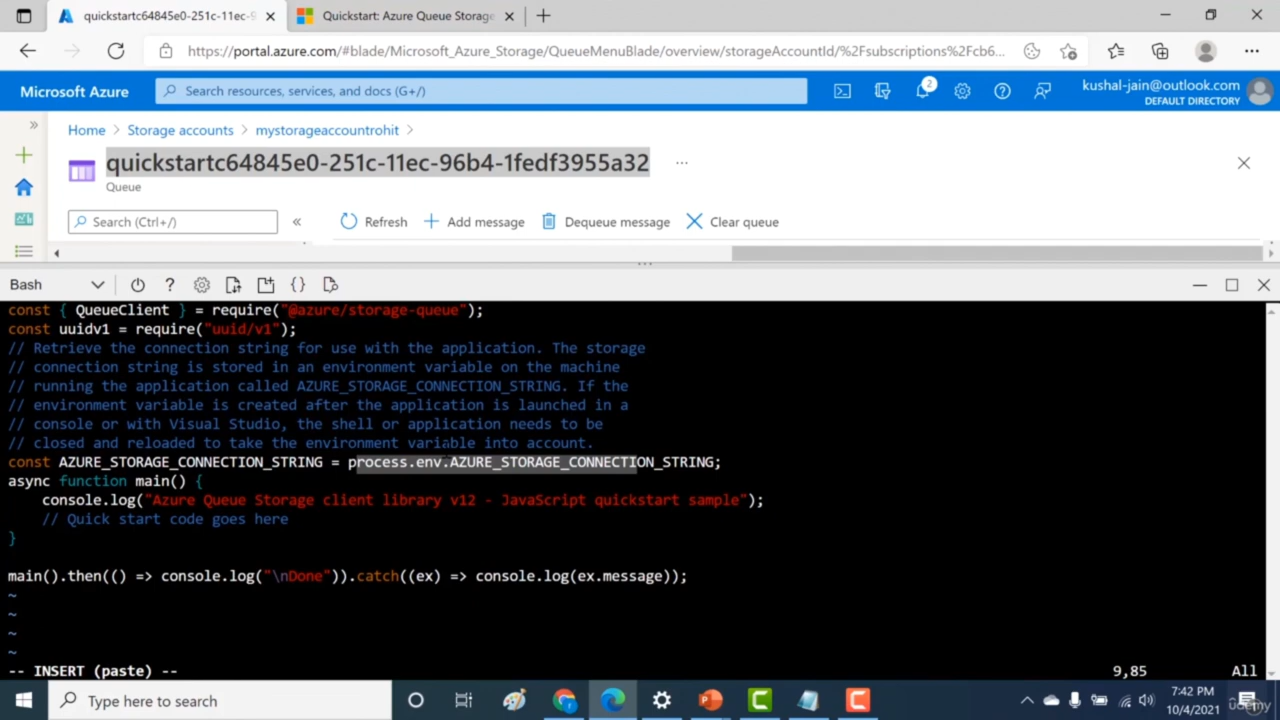 quickstartc64845e0-251c-11ec-9
Quickstart: Azure Queue Storage
https://portal.azure.com/#blade/Microsoft_Azure_Storage/QueueMenuBlade/overview/storageAccountId/%2Fsubscriptions%2Fcb6...
Microsoft Azure
Search resources, services, and docs (G+/)
2
kushal-jain@outlook.com
DEFAULT DIRECTORY
Home > Storage accounts > mystorageaccountrohit >
quickstartc64845e0-251c-11ec-96b4-1fedf3955a32 ...
Queue
Search (Ctrl+/) « Refresh Add message Dequeue message Clear queue
Bash
const { QueueClient } = require("@azure/storage-queue");
const uuidv1 = require("uuid/v1");
// Retrieve the connection string for use with the application. The storage
// connection string is stored in an environment variable on the machine
// running the application called AZURE_STORAGE_CONNECTION_STRING. If the
// environment variable is created after the application is launched in a
// console or with Visual Studio, the shell or application needs to be
// closed and reloaded to take the environment variable into account.
const AZURE_STORAGE_CONNECTION_STRING = process.env.AZURE_STORAGE_CONNECTION_STRING;
async function main() {
    console.log("Azure Queue Storage client library v12 - JavaScript quickstart sample");
    // Quick start code goes here
}
main().then(() => console.log("\nDone")).catch((ex) => console.log(ex.message));
~
~
~
~
-- INSERT (paste) -- 9,85 All
Type here to search
7:42 PM
10/4/2021
udemy